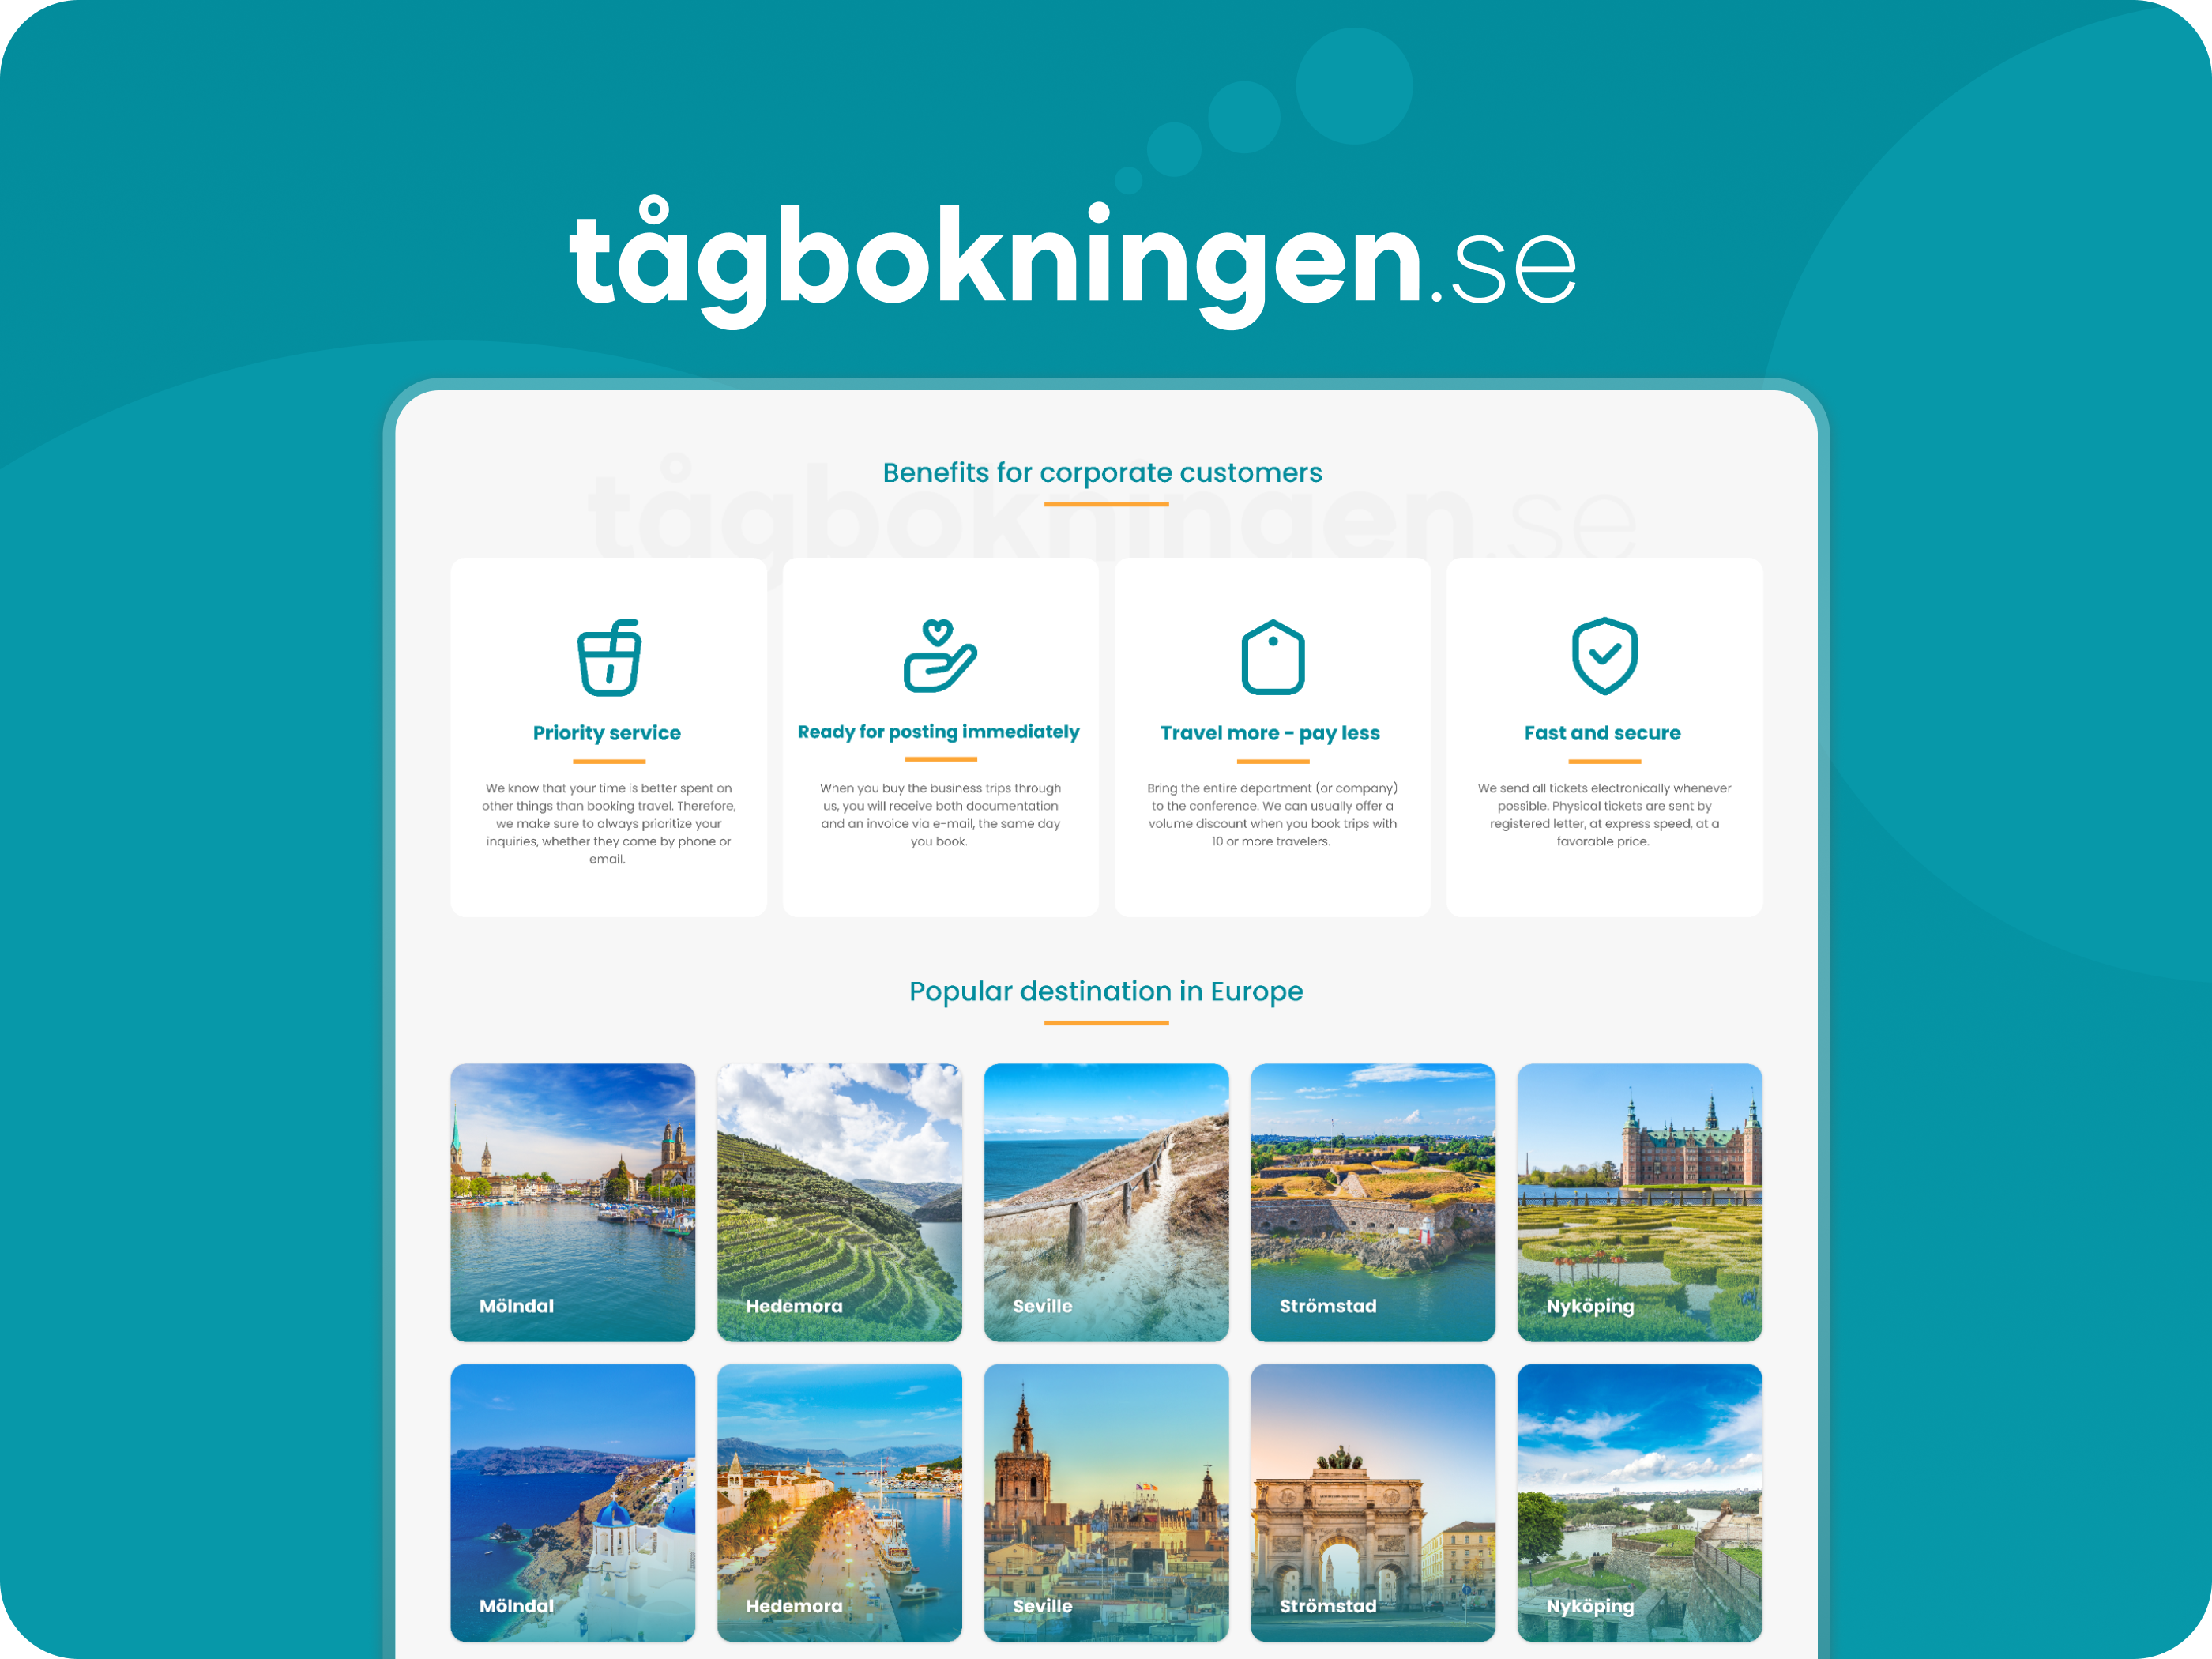 tågbokningen.se
tågbokningen.se
Benefits for corporate customers
Priority service
We know that your time is better spent on
other things than booking travel. Therefore,
we make sure to always prioritize your
inquiries, whether they come by phone or
email.
Ready for posting immediately
When you buy the business trips through
us, you will receive both documentation
and an invoice via e-mail, the same day
you book.
Travel more - pay less
Bring the entire department (or company)
to the conference. We can usually offer a
volume discount when you book trips with
10 or more travelers.
Fast and secure
We send all tickets electronically whenever
possible. Physical tickets are sent by
registered letter, at express speed, at a
favorable price.
Popular destination in Europe
Mölndal
Hedemora
Seville
Strömstad
Nyköping
Mölndal
Hedemora
Seville
Strömstad
Nyköping